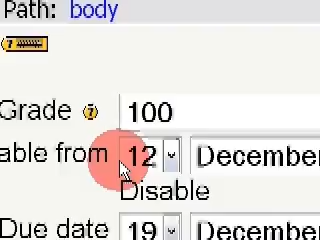 Path: body
Grade 100
able from 12 December
Disable
Due date 19 December